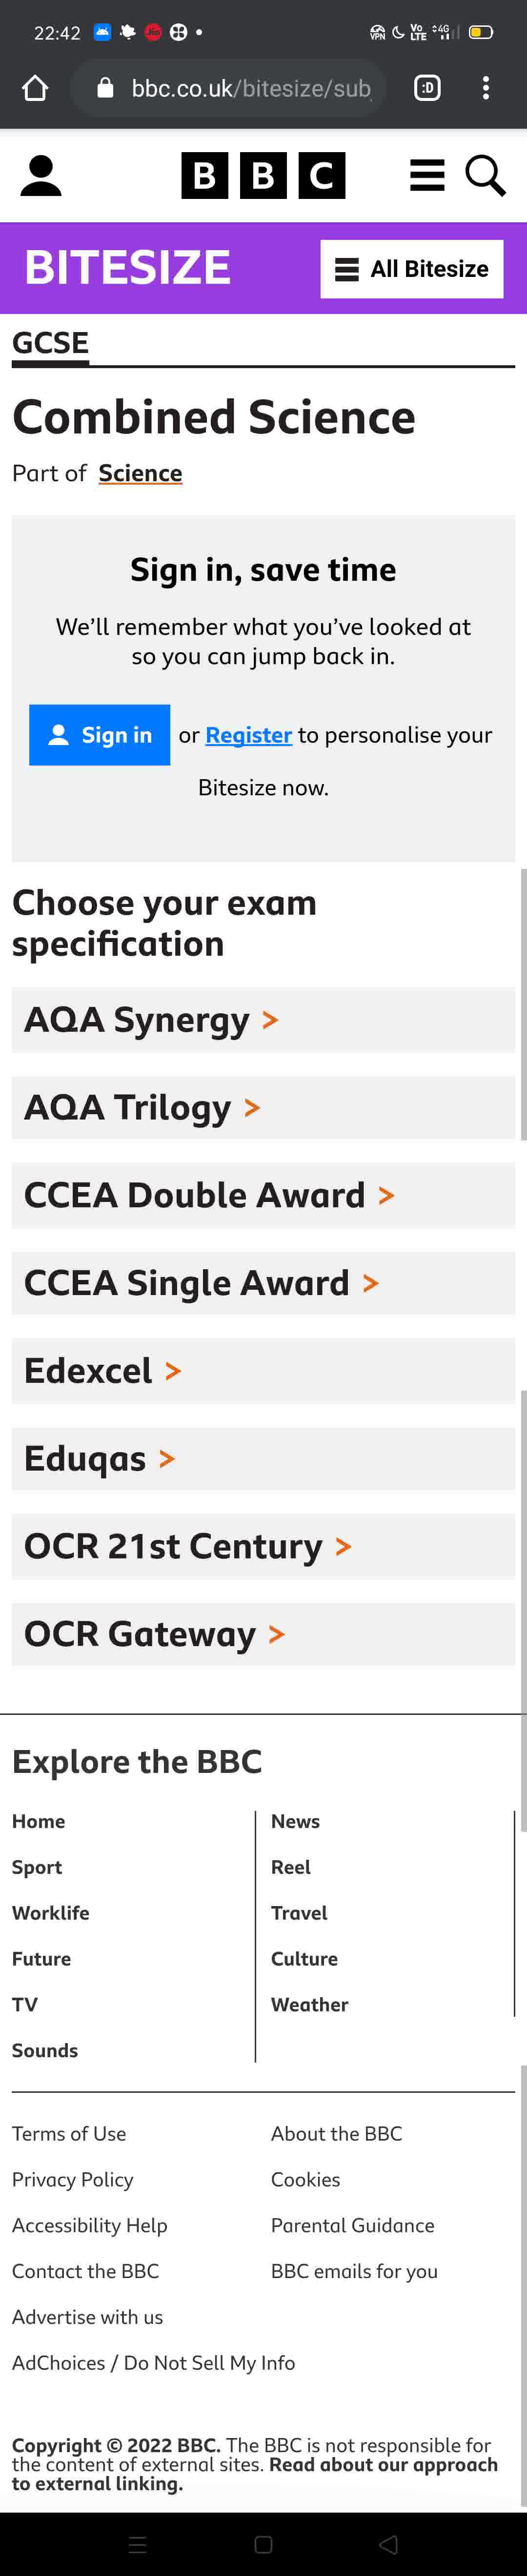 22:42
VPN Vo LTE 4G
bbc.co.uk/bitesize/sub
:D
BBC
BITESIZE
All Bitesize
GCSE
Combined Science
Part of Science
Sign in, save time
We'll remember what you've looked at
so you can jump back in.
Sign in or Register to personalise your
Bitesize now.
Choose your exam
specification
AQA Synergy >
AQA Trilogy >
CCEA Double Award >
CCEA Single Award >
Edexcel >
Eduqas >
OCR 21st Century >
OCR Gateway >
Explore the BBC
Home
News
Sport
Reel
Worklife
Travel
Future
Culture
TV
Weather
Sounds
Terms of Use
About the BBC
Privacy Policy
Cookies
Accessibility Help
Parental Guidance
Contact the BBC
BBC emails for you
Advertise with us
AdChoices / Do Not Sell My Info
Copyright © 2022 BBC. The BBC is not responsible for
the content of external sites. Read about our approach
to external linking.